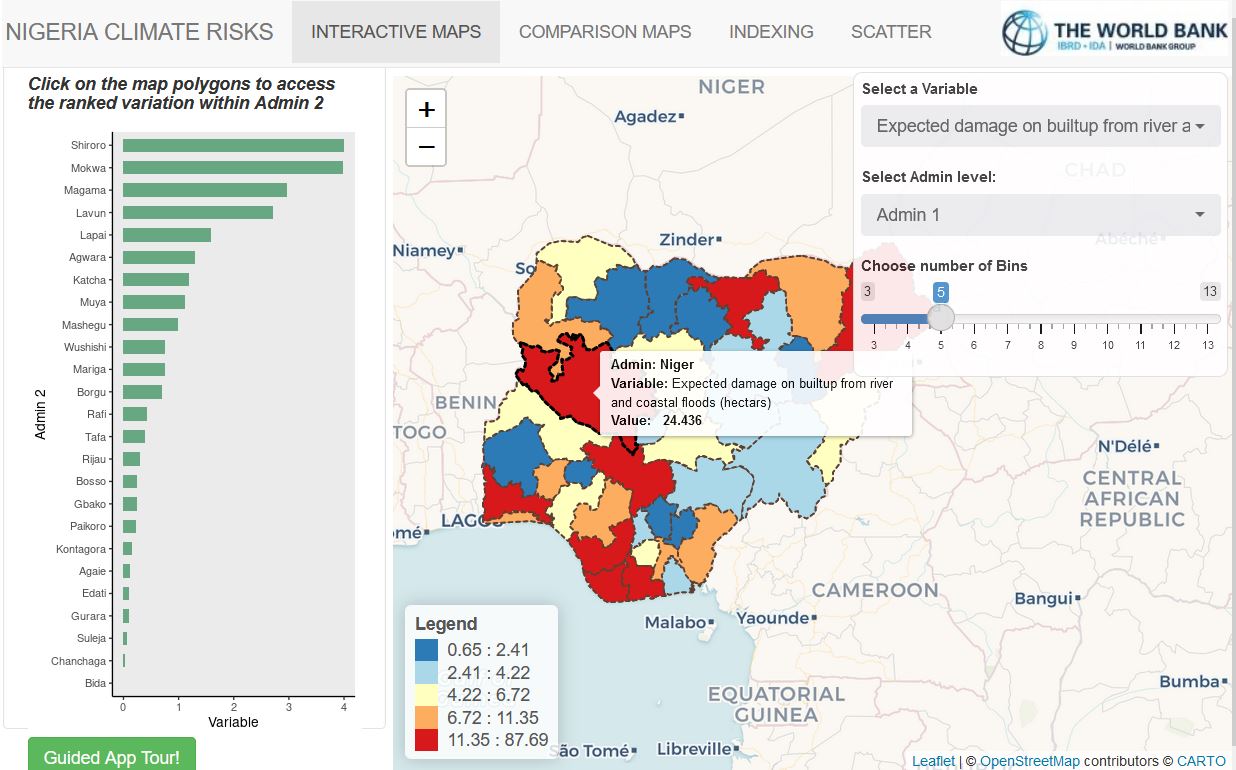 NIGERIA CLIMATE RISKS
INTERACTIVE MAPS
COMPARISON MAPS
INDEXING
SCATTER
THE WORLD BANK
IBRD • IDA | WORLD BANK GROUP
Click on the map polygons to access
the ranked variation within Admin 2
Admin 2
Shiroro
Mokwa
Magama
Lavun
Lapai
Agwara
Katcha
Muya
Mashegu
Wushishi
Mariga
Borgu
Rafi
Tafa
Rijau
Bosso
Gbako
Paikoro
Kontagora
Agaie
Edati
Gurara
Suleja
Chanchaga
Bida
0 1 2 3 4
Variable
Guided App Tour!
+
−
NIGER
Agadez
Niamey
Zinder
So
BENIN
TOGO
LAGOS
omé
CHAD
Abéché
N'Délé
CENTRAL
AFRICAN
REPUBLIC
CAMEROON
Bangui
Malabo
Yaounde
EQUATORIAL
GUINEA
Bumba
São Tomé
Libreville
Select a Variable
Expected damage on builtup from river a
Select Admin level:
Admin 1
Choose number of Bins
3 5 13
3 4 5 6 7 8 9 10 11 12 13
Admin: Niger
Variable: Expected damage on builtup from river
and coastal floods (hectars)
Value: 24.436
Legend
0.65 : 2.41
2.41 : 4.22
4.22 : 6.72
6.72 : 11.35
11.35 : 87.69
Leaflet | © OpenStreetMap contributors © CARTO